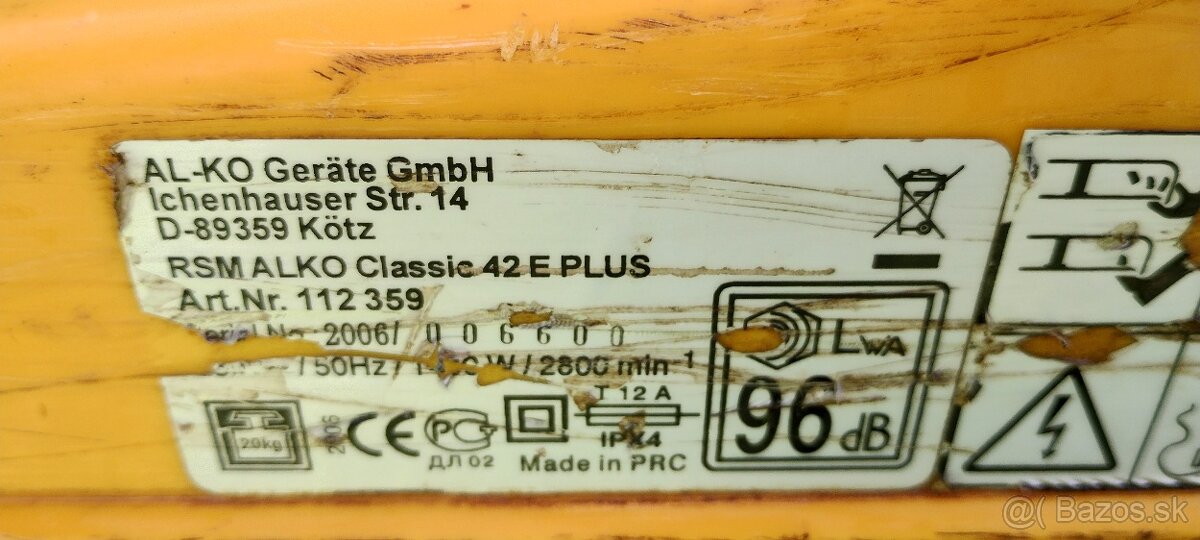 AL-KO Geräte GmbH
Ichenhauser Str. 14
D-89359 Kötz
RSM ALKO Classic 42 E PLUS
Art.Nr. 112 359
2006/ 006600
/ 50Hz / W / 2800 min⁻¹
20kg
2006
CE
PC
ДЛ 02
T 12 A
IPX4
Made in PRC
LWA
96 dB
@( Bazos.sk